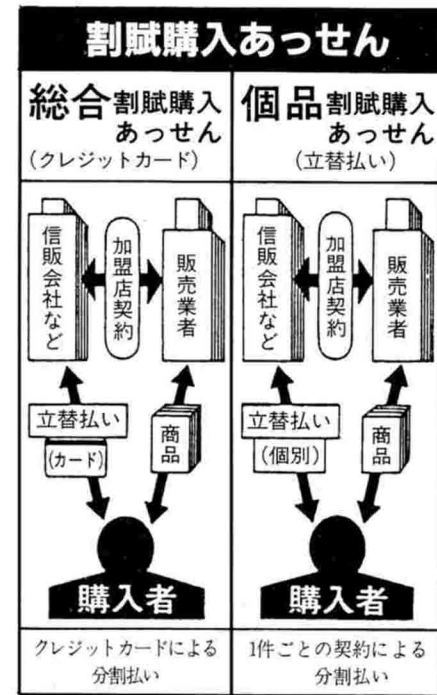 割賦購入あっせん
総合割賦購入
あっせん
(クレジットカード)
信販会社など
加盟店契約
販売業者
立替払い
(カード)
商品
購入者
クレジットカードによる
分割払い
個品割賦購入
あっせん
(立替払い)
信販会社など
加盟店契約
販売業者
立替払い
(個別)
商品
購入者
1件ごとの契約による
分割払い